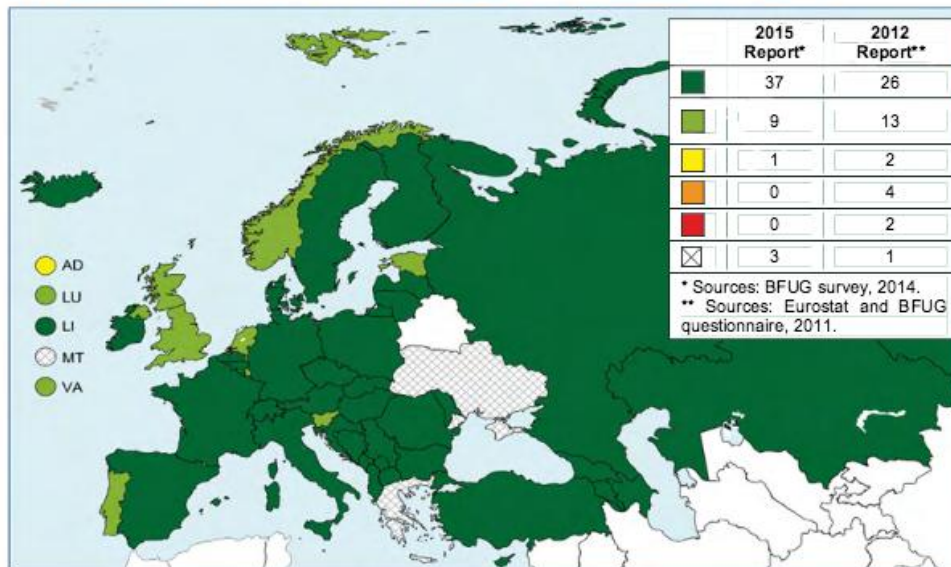 2015 Report*
2012 Report**
37 26
9 13
1 2
0 4
0 2
3 1
* Sources: BFUG survey, 2014.
** Sources: Eurostat and BFUG
questionnaire, 2011.
AD
LU
LI
MT
VA